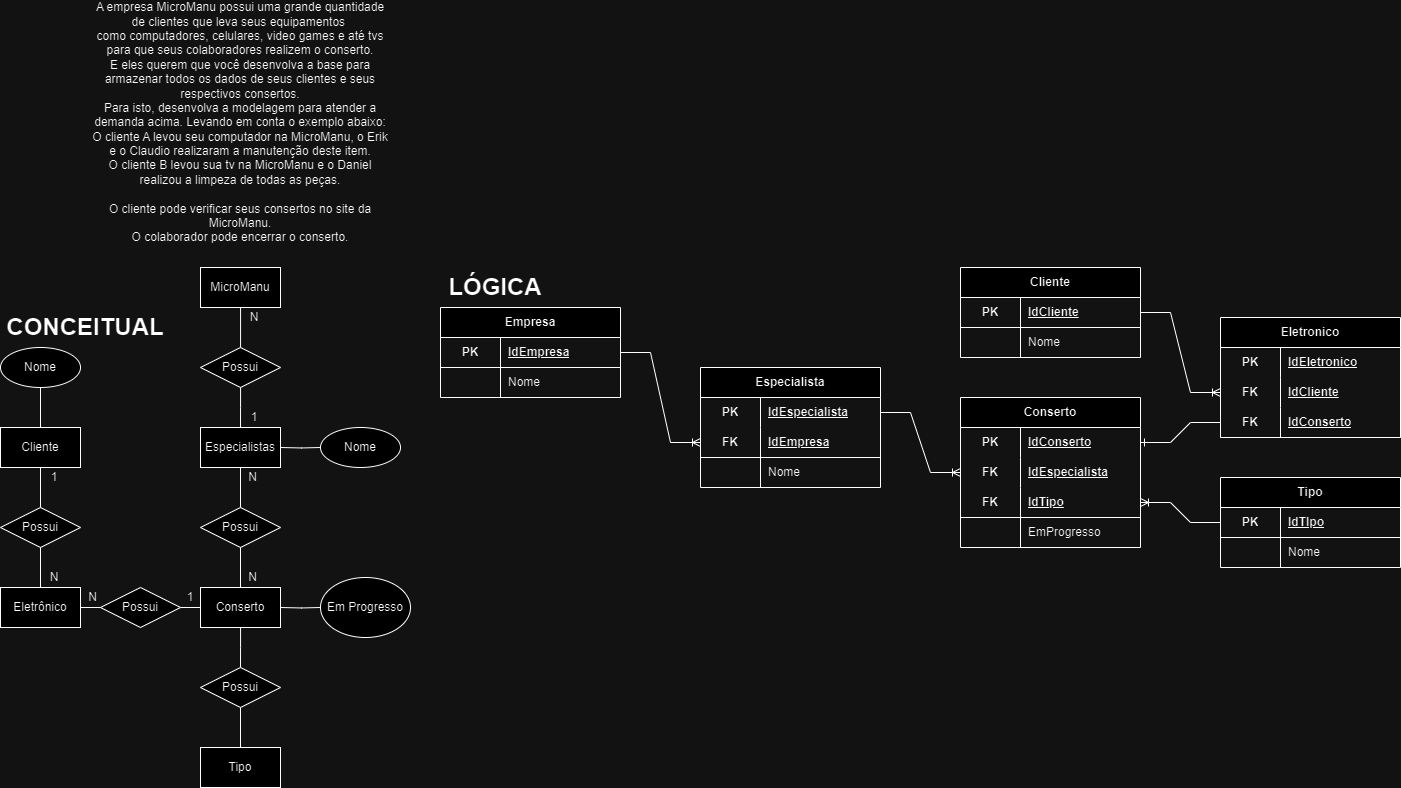 A empresa MicroManu possui uma grande quantidade
de clientes que leva seus equipamentos
como computadores, celulares, video games e até tvs
para que seus colaboradores realizem o conserto.
E eles querem que você desenvolva a base para
armazenar todos os dados de seus clientes e seus
respectivos consertos.
Para isto, desenvolva a modelagem para atender a
demanda acima. Levando em conta o exemplo abaixo:
O cliente A levou seu computador na MicroManu, o Erik
e o Claudio realizaram a manutenção deste item.
O cliente B levou sua tv na MicroManu e o Daniel
realizou a limpeza de todas as peças.
O cliente pode verificar seus consertos no site da
MicroManu.
O colaborador pode encerrar o conserto.
CONCEITUAL
MicroManu
N
Possui
1
Nome
Cliente
Especialistas
Nome
1
N
Possui
Possui
N
N
Eletrônico
N
Possui
1
Conserto
Em Progresso
Possui
Tipo
LÓGICA
Empresa
PK IdEmpresa
Nome
Especialista
PK IdEspecialista
FK IdEmpresa
Nome
Cliente
PK IdCliente
Nome
Conserto
PK IdConserto
FK IdEspecialista
FK IdTipo
EmProgresso
Eletronico
PK IdEletronico
FK IdCliente
FK IdConserto
Tipo
PK IdTIpo
Nome